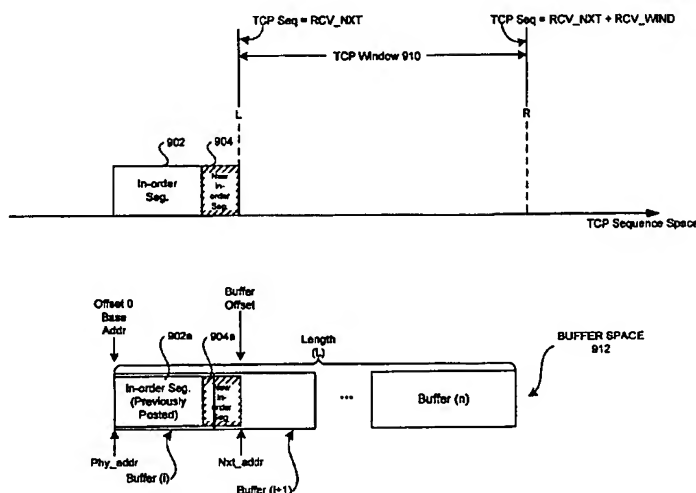 TCP Seq = RCV_NXT
TCP Seq = RCV_NXT + RCV_WIND
TCP Window 910
L
R
902
904
In-order
Seg.
New
In-
order
Seg.
TCP Sequence Space
Offset 0
Base
Addr
Buffer
Offset
902a
904a
Length
(L)
BUFFER SPACE
912
In-order Seg.
(Previously
Posted)
New
In-
order
Seg
...
Buffer (n)
Phy_addr
Nxt_addr
Buffer (i)
Buffer (i+1)